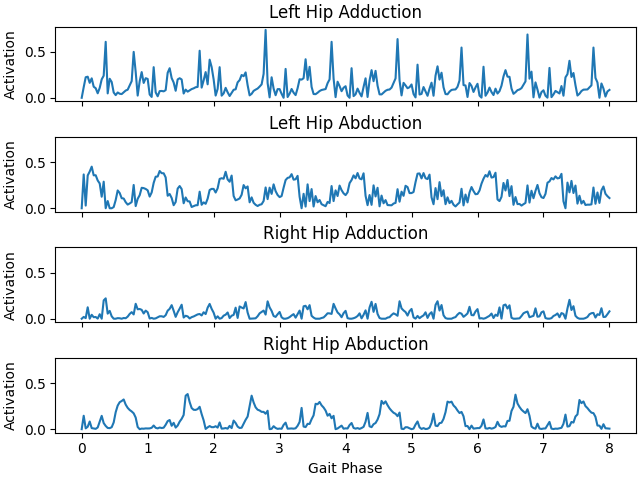 Left Hip Adduction
Activation
0.5
0.0
Left Hip Abduction
Activation
0.5
0.0
Right Hip Adduction
Activation
0.5
0.0
Right Hip Abduction
Activation
0.5
0.0
0 1 2 3 4 5 6 7 8
Gait Phase